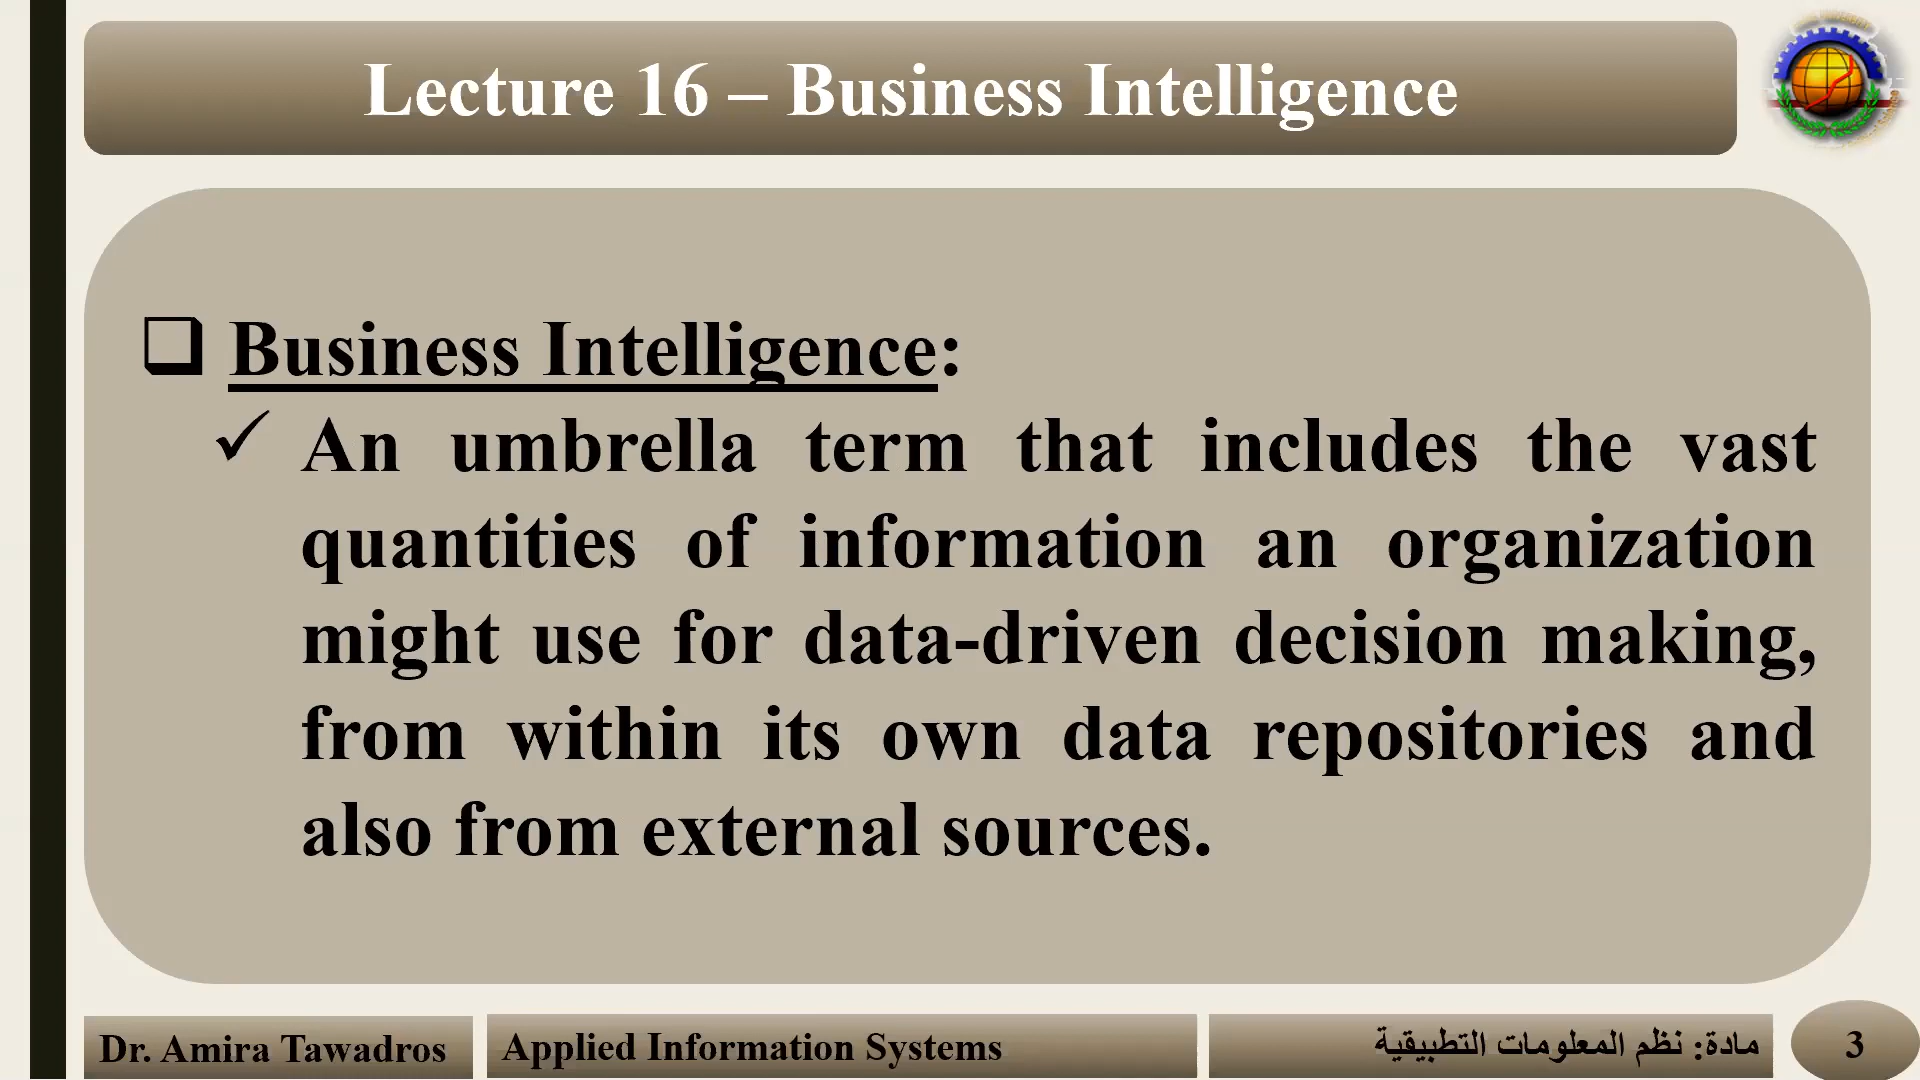 Lecture 16 – Business Intelligence
❑ Business Intelligence:
✓ An umbrella term that includes the vast
quantities of information an organization
might use for data-driven decision making,
from within its own data repositories and
also from external sources.
Dr. Amira Tawadros
Applied Information Systems
مادة: نظم المعلومات التطبيقية
3